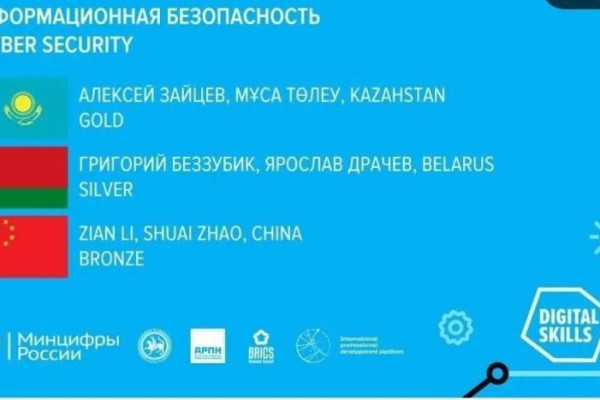 ФОРМАЦИОННАЯ БЕЗОПАСНОСТЬ
BER SECURITY
АЛЕКСЕЙ ЗАЙЦЕВ, МҰСА ТӨЛЕУ, KAZAHSTAN
GOLD
ГРИГОРИЙ БЕЗЗУБИК, ЯРОСЛАВ ДРАЧЕВ, BELARUS
SILVER
ZIAN LI, SHUAI ZHAO, CHINA
BRONZE
DIGITAL
SKILLS
Минцифры
России
АРПН
BRICS
International
professional
development platform